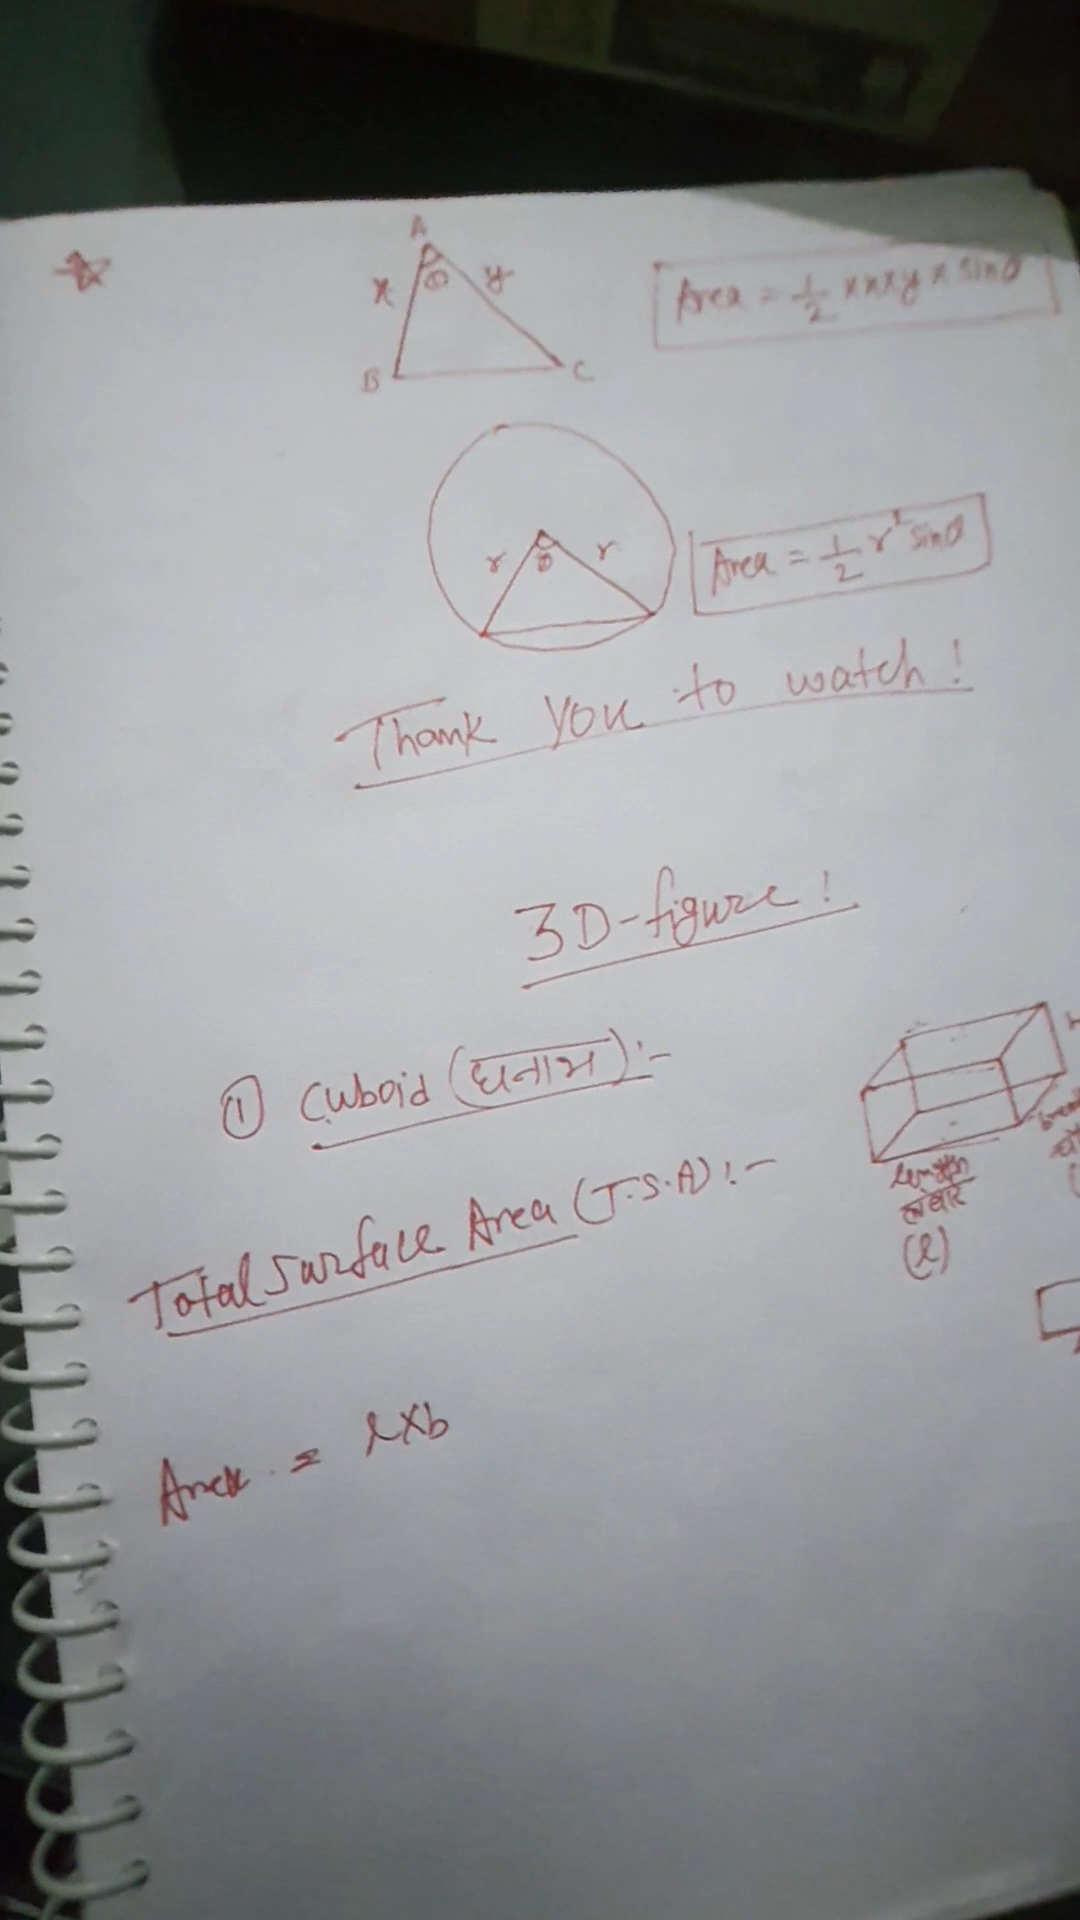 A
x θ y
B C
Area = 1/2 × x × y × sinθ
r θ r
Area = 1/2 r² sinθ
Thank you to watch!
3D-figure!
① Cuboid (घनाभ):-
length
(l)
Total Surface Area (T.S.A):-
Area = l×b